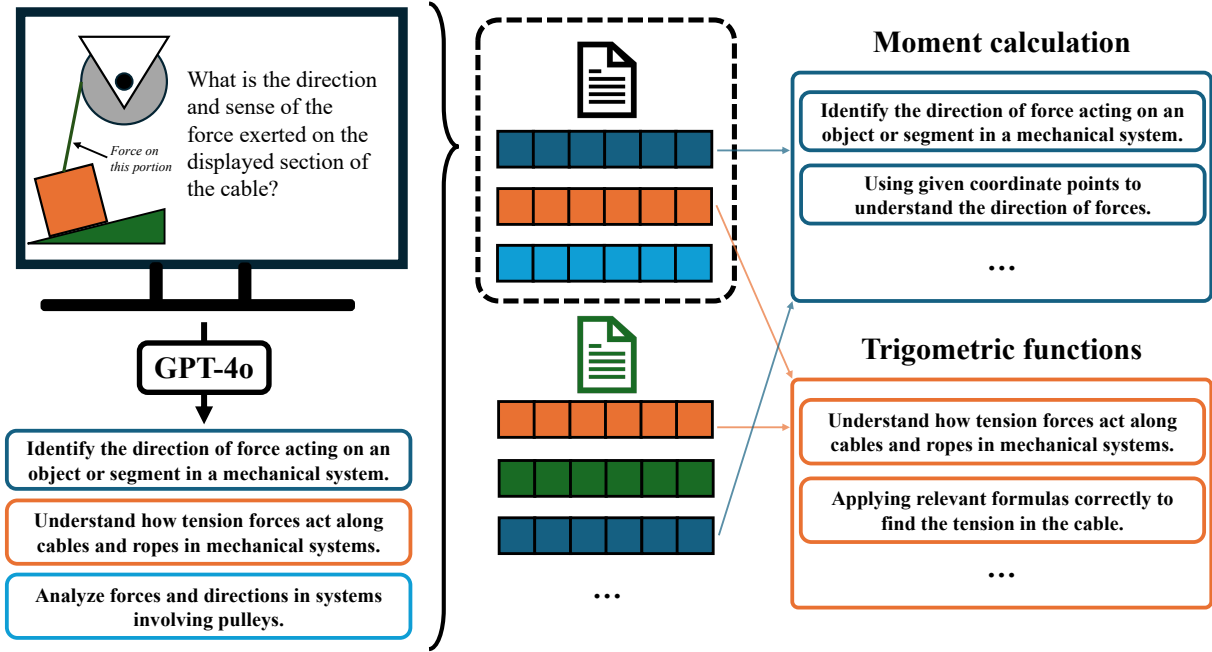 What is the direction
and sense of the
force exerted on the
displayed section of
the cable?
Force on
this portion
GPT-4o
Identify the direction of force acting on an
object or segment in a mechanical system.
Understand how tension forces act along
cables and ropes in mechanical systems.
Analyze forces and directions in systems
involving pulleys.
...
Moment calculation
Identify the direction of force acting on an
object or segment in a mechanical system.
Using given coordinate points to
understand the direction of forces.
...
Trigometric functions
Understand how tension forces act along
cables and ropes in mechanical systems.
Applying relevant formulas correctly to
find the tension in the cable.
...